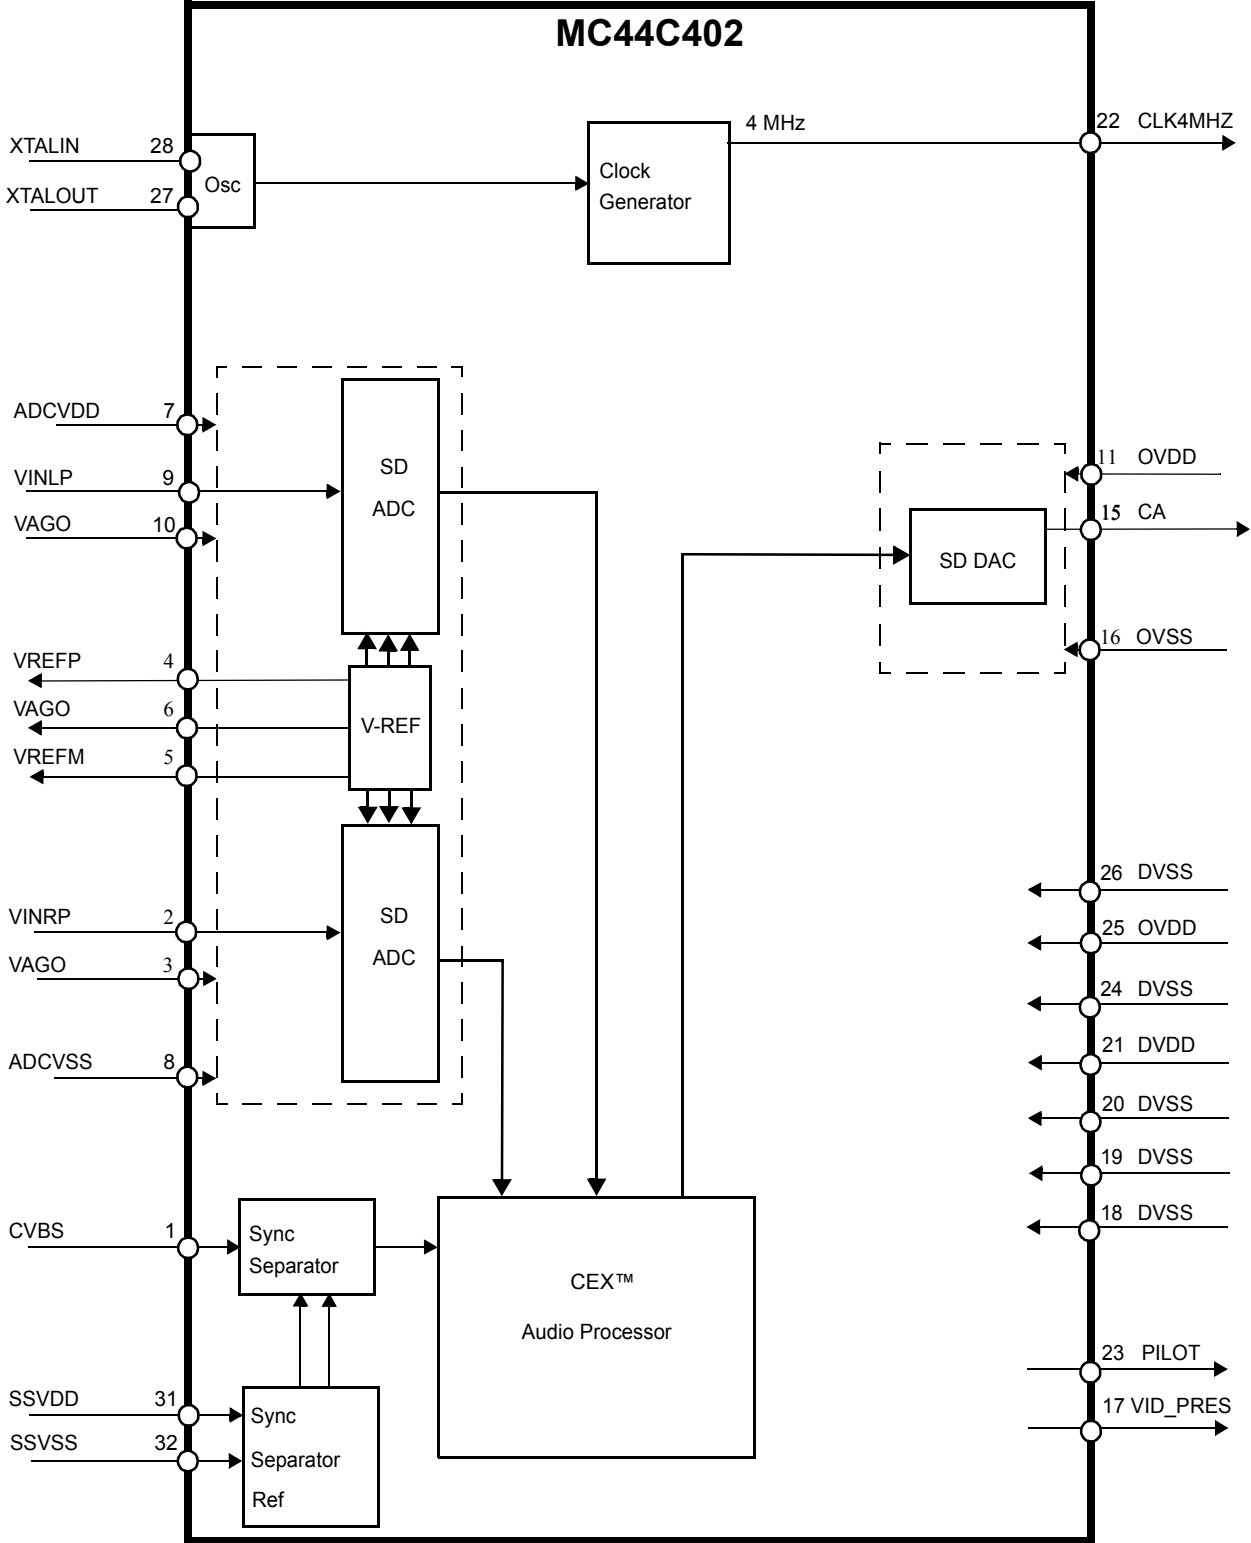 MC44C402
XTALIN 28
XTALOUT 27
Osc
Clock
Generator
4 MHz
22 CLK4MHZ
ADCVDD 7
VINLP 9
VAGO 10
SD
ADC
VREFP 4
VAGO 6
VREFM 5
V-REF
VINRP 2
VAGO 3
ADCVSS 8
SD
ADC
SD DAC
11 OVDD
15 CA
16 OVSS
26 DVSS
25 OVDD
24 DVSS
21 DVDD
20 DVSS
19 DVSS
18 DVSS
CVBS 1
Sync
Separator
CEX™
Audio Processor
SSVDD 31
SSVSS 32
Sync
Separator
Ref
23 PILOT
17 VID_PRES